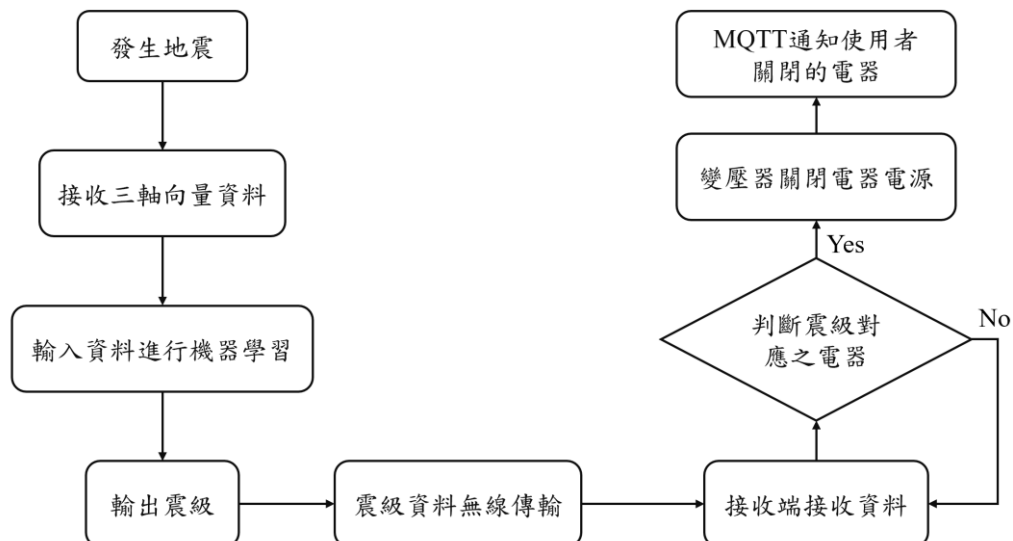 發生地震
接收三軸向量資料
輸入資料進行機器學習
輸出震級
震級資料無線傳輸
接收端接收資料
判斷震級對
應之電器
Yes
No
變壓器關閉電器電源
MQTT通知使用者
關閉的電器